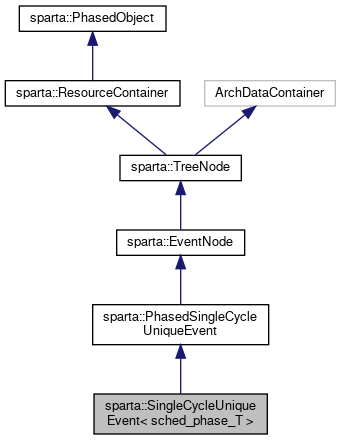 sparta::PhasedObject
sparta::ResourceContainer
ArchDataContainer
sparta::TreeNode
sparta::EventNode
sparta::PhasedSingleCycle
UniqueEvent
sparta::SingleCycleUnique
Event< sched_phase_T >